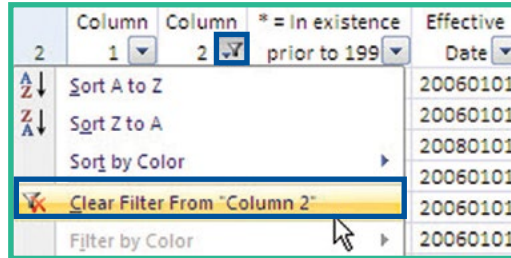 Column Column * = In existence Effective
2 1 2 prior to 199 Date
Sort A to Z 20060101
Sort Z to A 20060101
20080101
Sort by Color 20060101
Clear Filter From "Column 2" 20060101
Filter by Color 20060101